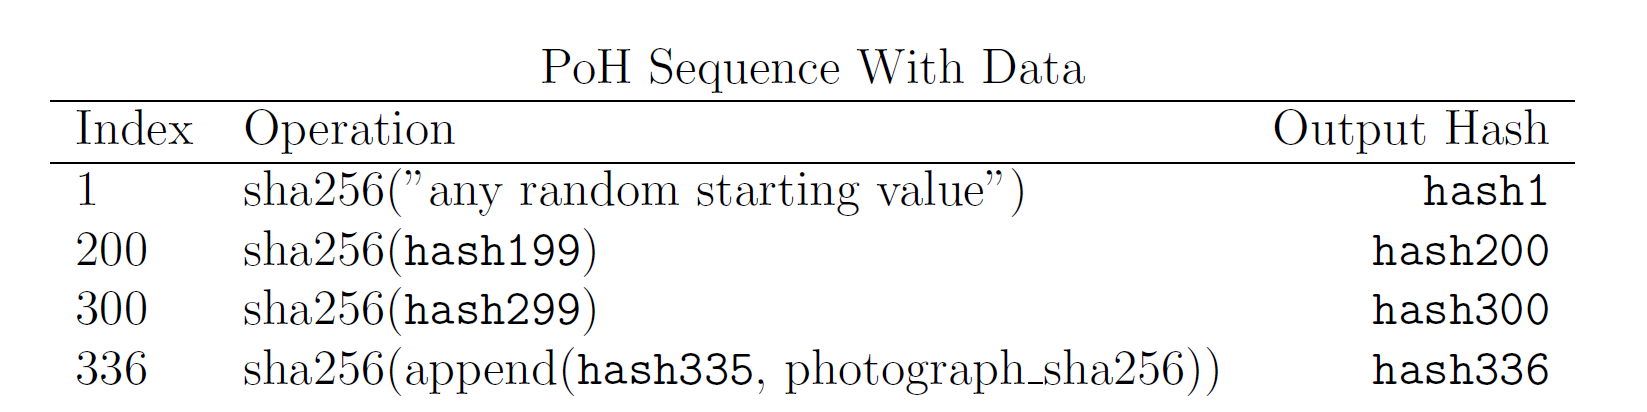 PoH Sequence With Data
Index Operation Output Hash
1 sha256(”any random starting value”) hash1
200 sha256(hash199) hash200
300 sha256(hash299) hash300
336 sha256(append(hash335, photograph_sha256)) hash336